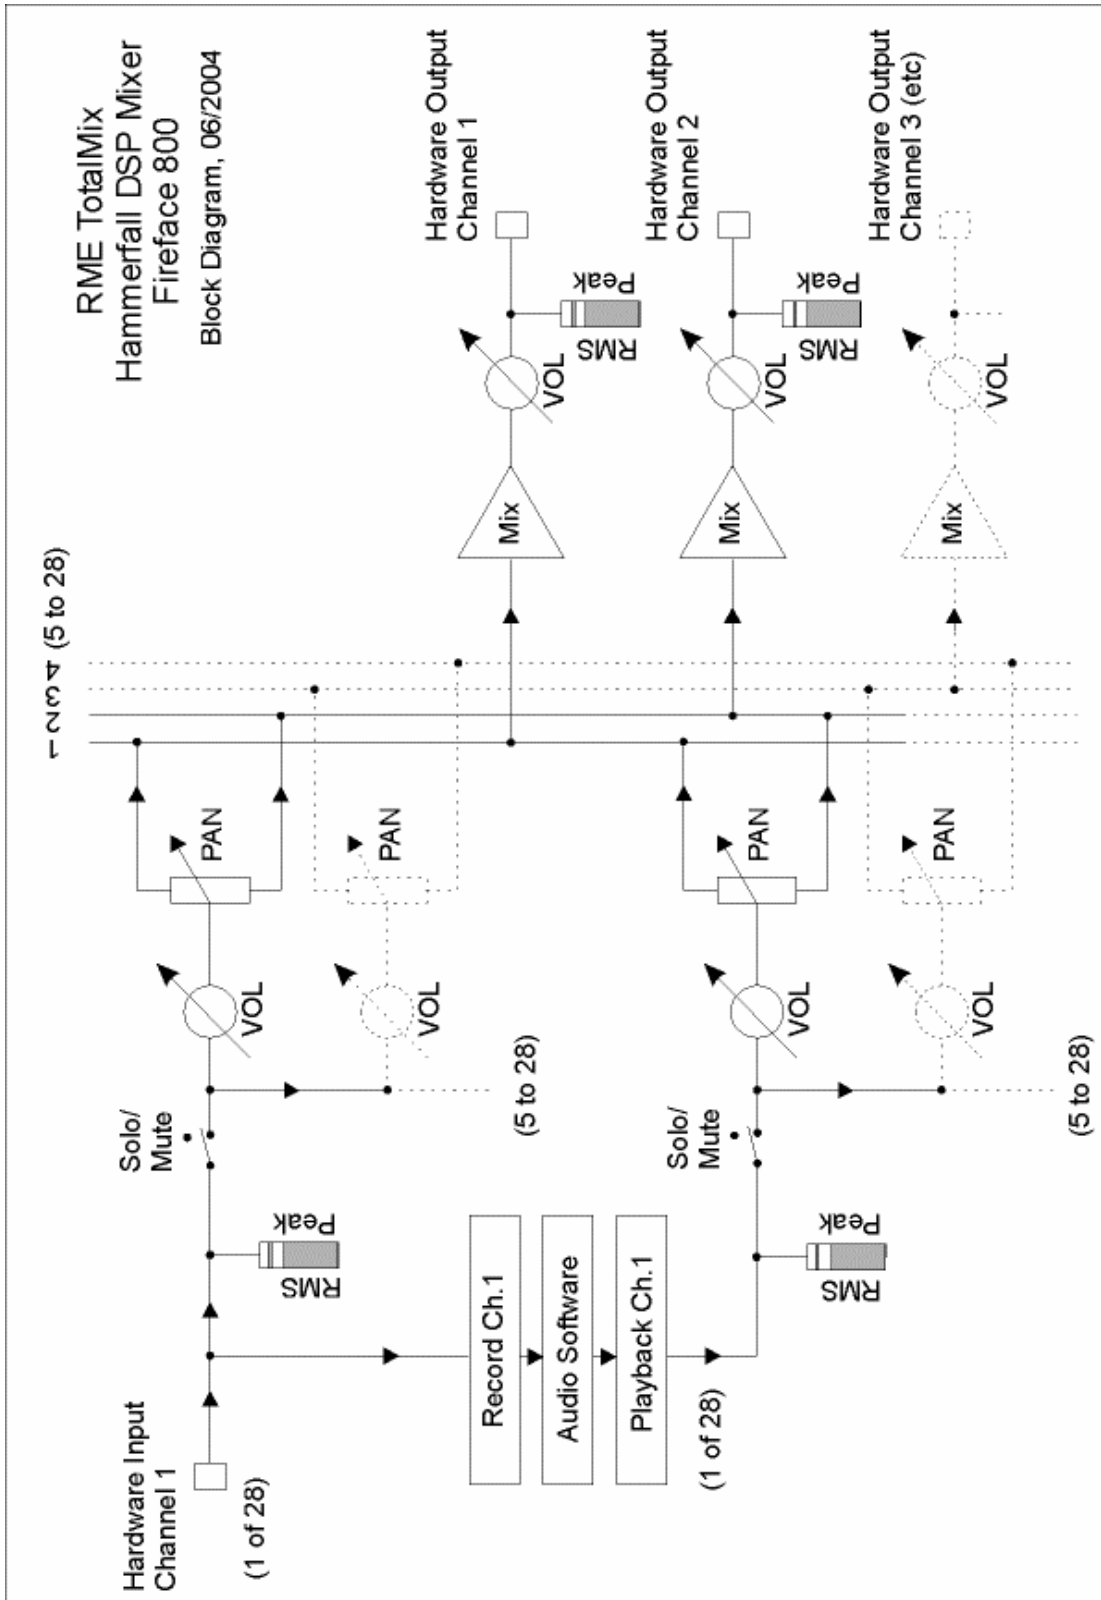 RME TotalMix
Hammerfall DSP Mixer
Fireface 800
Block Diagram, 06/2004
Hardware Input
Channel 1
(1 of 28)
Peak
RMS
Solo/
Mute
VOL
PAN
VOL
PAN
(5 to 28)
1 2 3 4 (5 to 28)
Record Ch.1
Audio Software
Playback Ch.1
(1 of 28)
Peak
RMS
Solo/
Mute
VOL
PAN
VOL
PAN
(5 to 28)
Mix
VOL
Peak
RMS
Hardware Output
Channel 1
Mix
VOL
Peak
RMS
Hardware Output
Channel 2
Mix
VOL
Hardware Output
Channel 3 (etc)